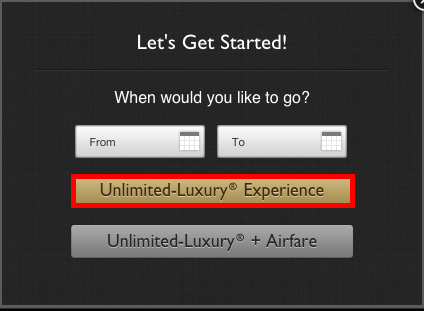 Let's Get Started!
When would you like to go?
From
To
Unlimited-Luxury® Experience
Unlimited-Luxury® + Airfare